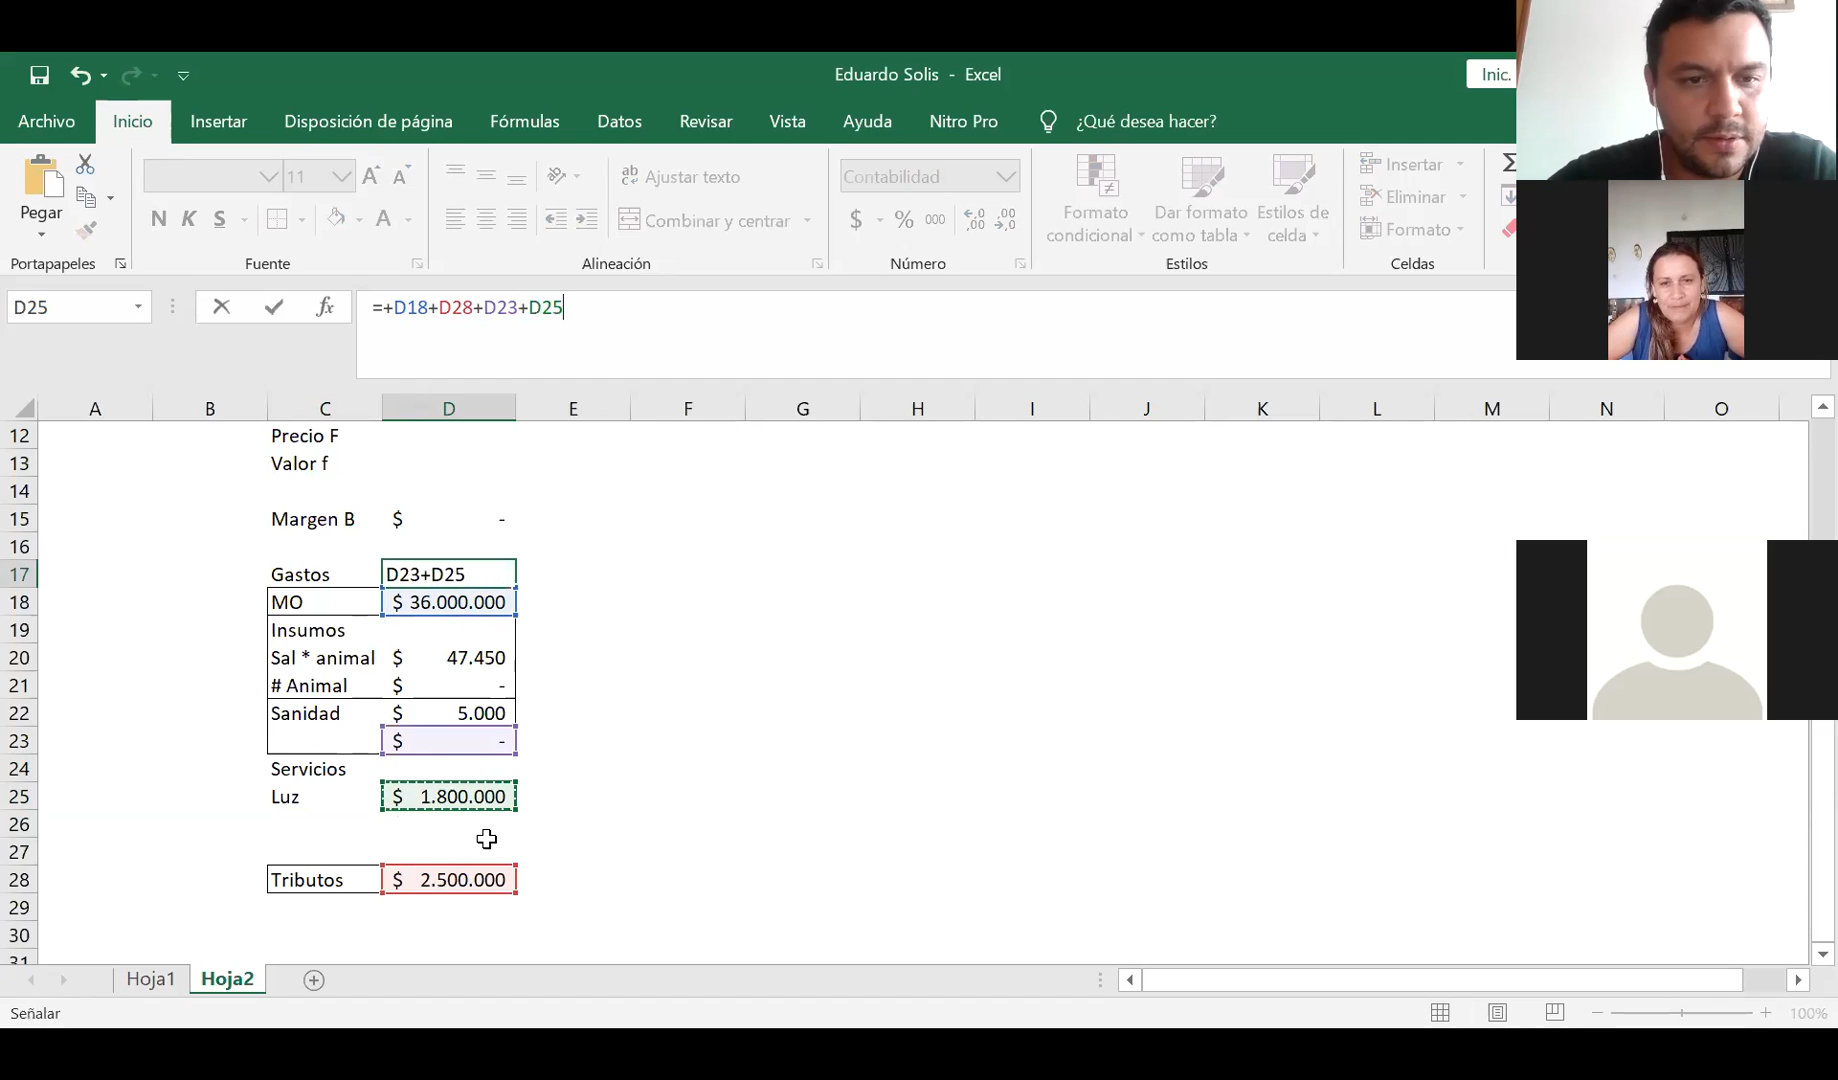 Eduardo Solis - Excel
Inic.
Archivo Inicio Insertar Disposición de página Fórmulas Datos Revisar Vista Ayuda Nitro Pro ¿Qué desea hacer?
Pegar
11 A A
N K S A
ab Ajustar texto
Combinar y centrar
Contabilidad
$ % 000
Formato condicional
Dar formato como tabla
Estilos de celda
Insertar
Eliminar
Formato
Portapapeles Fuente Alineación Número Estilos Celdas
D25 fx =+D18+D28+D23+D25
A B C D E F G H I J K L M N O
12 Precio F
13 Valor f
14
15 Margen B $ -
16
17 Gastos D23+D25
18 MO $ 36.000.000
19 Insumos
20 Sal * animal $ 47.450
21 # Animal $ -
22 Sanidad $ 5.000
23 $ -
24 Servicios
25 Luz $ 1.800.000
26
27
28 Tributos $ 2.500.000
29
30
31
Hoja1 Hoja2
Señalar
100%